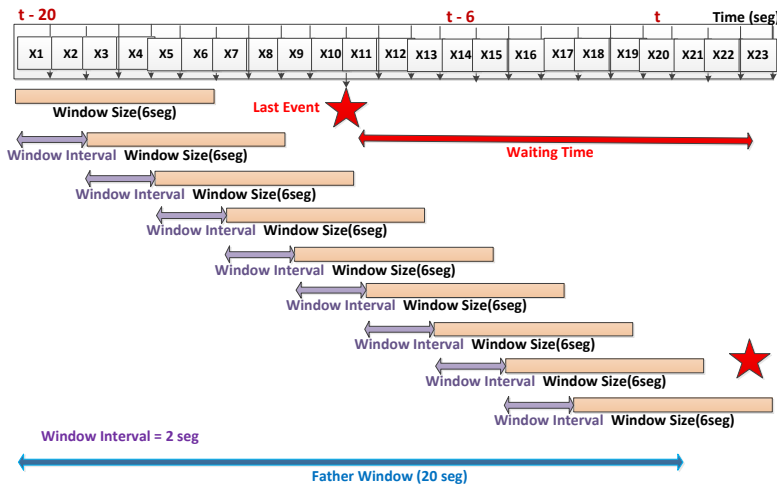 t - 20 t - 6 t Time (seg)
X1 X2 X3 X4 X5 X6 X7 X8 X9 X10 X11 X12 X13 X14 X15 X16 X17 X18 X19 X20 X21 X22 X23
Last Event
Window Size(6seg)
Waiting Time
Window Interval Window Size(6seg)
Window Interval Window Size(6seg)
Window Interval Window Size(6seg)
Window Interval Window Size(6seg)
Window Interval Window Size(6seg)
Window Interval Window Size(6seg)
Window Interval Window Size(6seg)
Window Interval Window Size(6seg)
Window Interval = 2 seg
Father Window (20 seg)